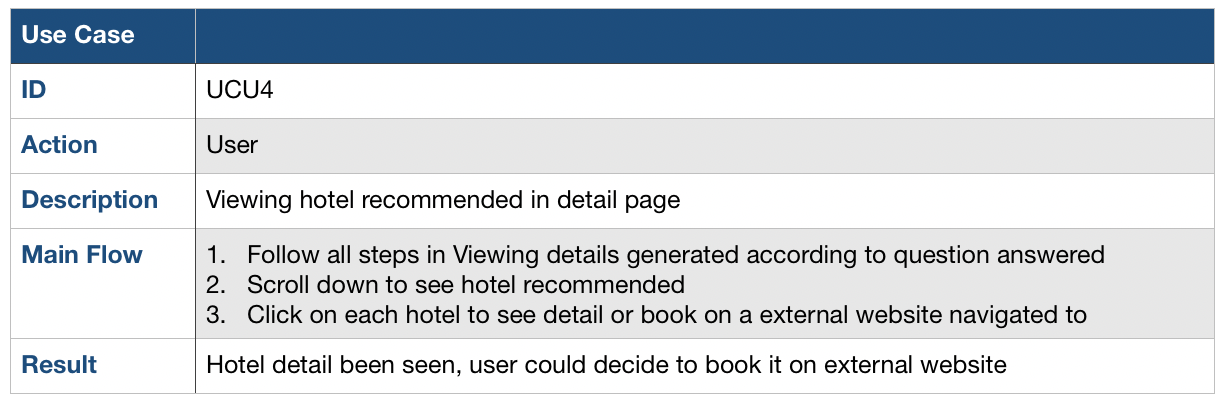 Use Case
ID UCU4
Action User
Description Viewing hotel recommended in detail page
Main Flow 1. Follow all steps in Viewing details generated according to question answered
2. Scroll down to see hotel recommended
3. Click on each hotel to see detail or book on a external website navigated to
Result Hotel detail been seen, user could decide to book it on external website